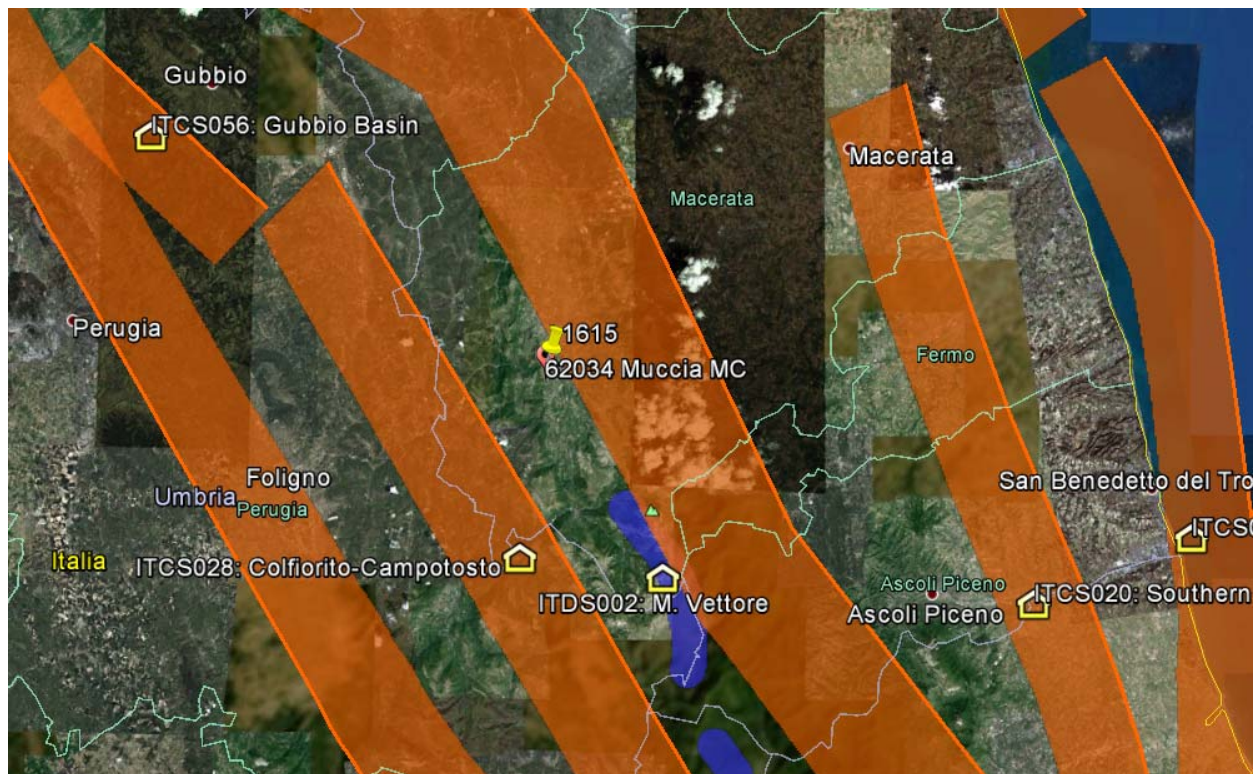 Gubbio
ITCS056: Gubbio Basin
Macerata
Macerata
Perugia
1615
62034 Muccia MC
Fermo
Foligno
Umbria
Perugia
San Benedetto del Tro
Italia
ITCS028: Colfiorito-Campotosto
ITCS0
ITDS002: M. Vettore
Ascoli Piceno
Ascoli Piceno
ITCS020: Southern